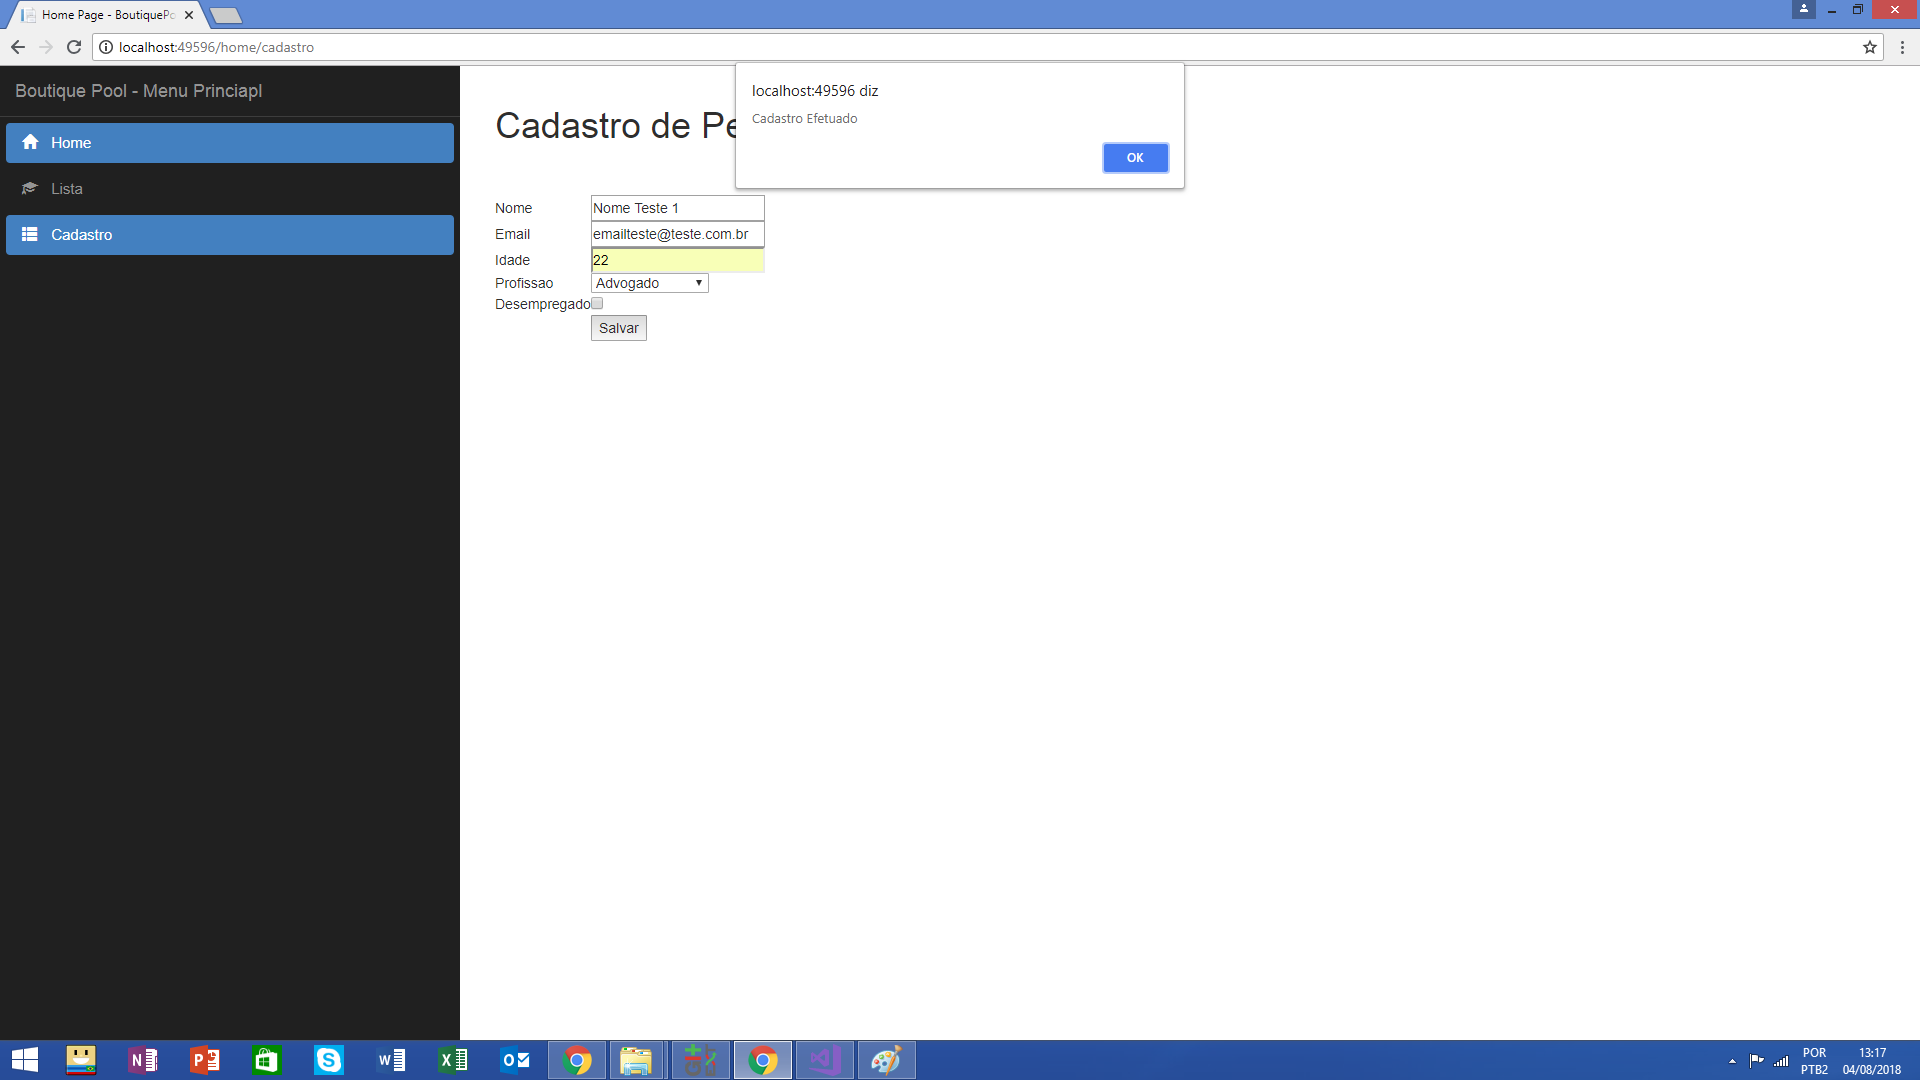 Home Page - BoutiquePo
localhost:49596/home/cadastro
Boutique Pool - Menu Princiapl
Home
Lista
Cadastro
localhost:49596 diz
Cadastro Efetuado
OK
Cadastro de Pe
Nome Nome Teste 1
Email emailteste@teste.com.br
Idade 22
Profissao Advogado
Desempregado
Salvar
POR 13:17
PTB2 04/08/2018